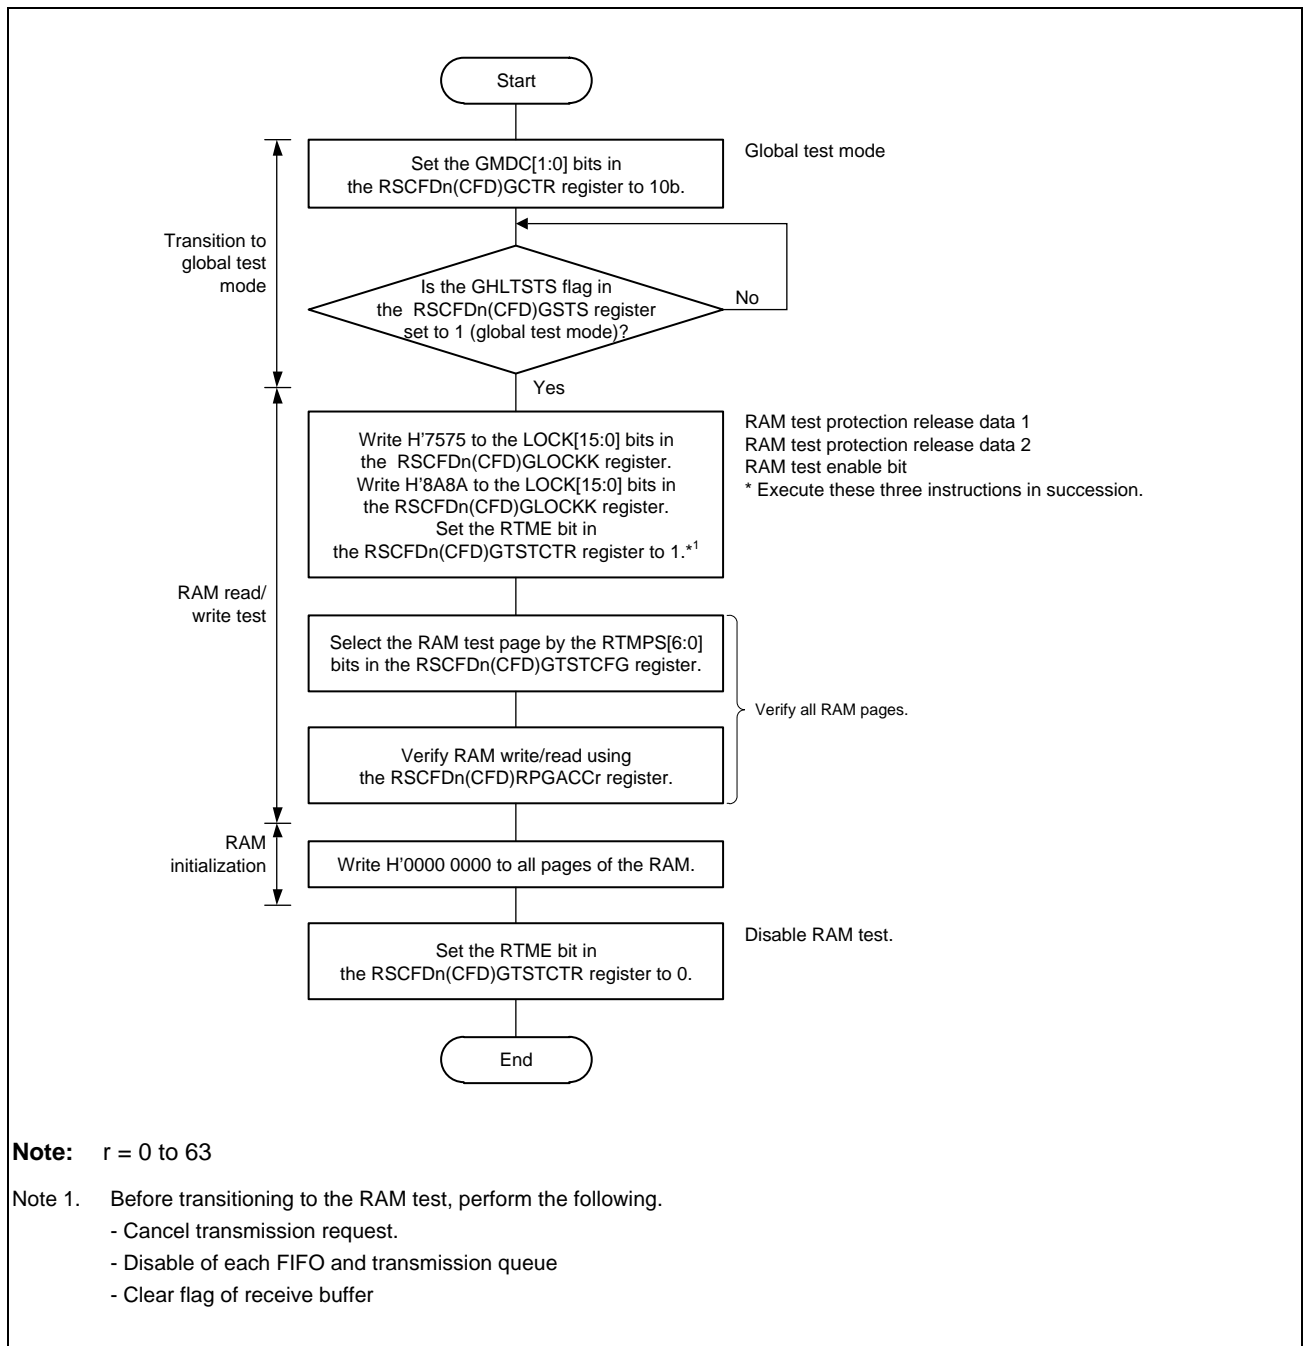 Start
Set the GMDC[1:0] bits in
the RSCFDn(CFD)GCTR register to 10b.
Global test mode
Transition to
global test
mode
Is the GHLTSTS flag in
the RSCFDn(CFD)GSTS register
set to 1 (global test mode)?
No
Yes
Write H'7575 to the LOCK[15:0] bits in
the RSCFDn(CFD)GLOCKK register.
Write H'8A8A to the LOCK[15:0] bits in
the RSCFDn(CFD)GLOCKK register.
Set the RTME bit in
the RSCFDn(CFD)GTSTCTR register to 1.*1
RAM test protection release data 1
RAM test protection release data 2
RAM test enable bit
* Execute these three instructions in succession.
RAM read/
write test
Select the RAM test page by the RTMPS[6:0]
bits in the RSCFDn(CFD)GTSTCFG register.
Verify all RAM pages.
Verify RAM write/read using
the RSCFDn(CFD)RPGACCr register.
RAM
initialization
Write H'0000 0000 to all pages of the RAM.
Set the RTME bit in
the RSCFDn(CFD)GTSTCTR register to 0.
Disable RAM test.
End
Note: r = 0 to 63
Note 1. Before transitioning to the RAM test, perform the following.
- Cancel transmission request.
- Disable of each FIFO and transmission queue
- Clear flag of receive buffer